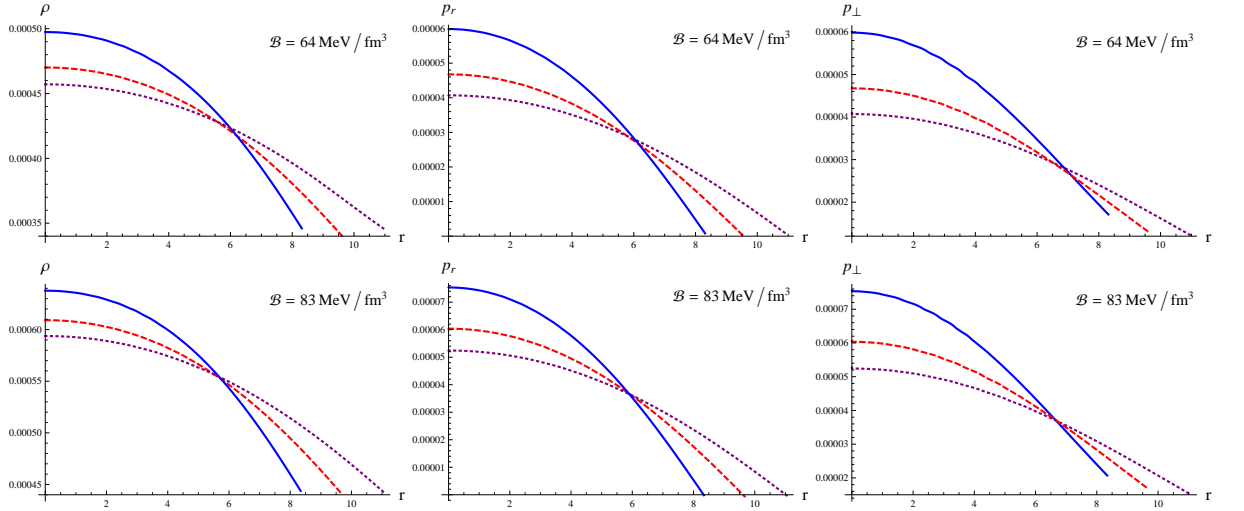 ρ
ℬ = 64 MeV / fm³
0.00050
0.00045
0.00040
0.00035
0 2 4 6 8 10 r
p_r
ℬ = 64 MeV / fm³
0.00006
0.00005
0.00004
0.00003
0.00002
0.00001
2 4 6 8 10 r
p_⊥
ℬ = 64 MeV / fm³
0.00006
0.00005
0.00004
0.00003
0.00002
0 2 4 6 8 10 r
ρ
ℬ = 83 MeV / fm³
0.00060
0.00055
0.00050
0.00045
0 2 4 6 8 10 r
p_r
ℬ = 83 MeV / fm³
0.00007
0.00006
0.00005
0.00004
0.00003
0.00002
0.00001
2 4 6 8 10 r
p_⊥
ℬ = 83 MeV / fm³
0.00007
0.00006
0.00005
0.00004
0.00003
0.00002
0 2 4 6 8 10 r